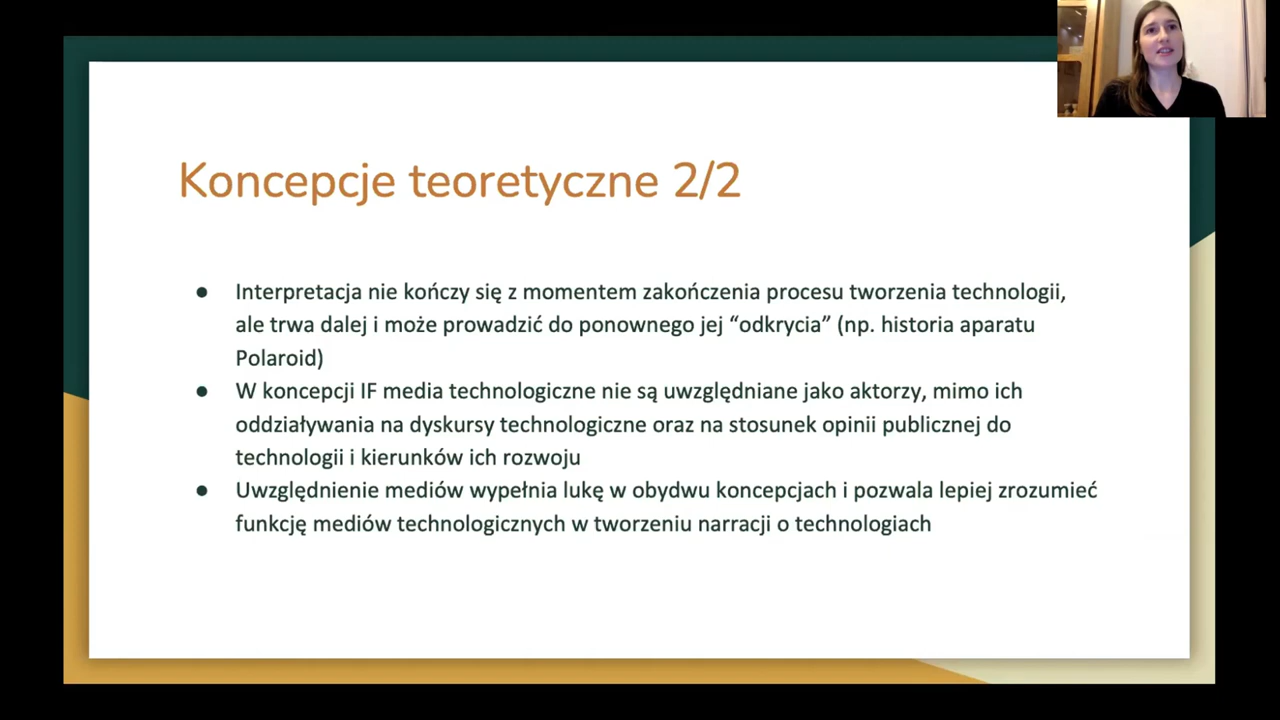 Koncepcje teoretyczne 2/2
● Interpretacja nie kończy się z momentem zakończenia procesu tworzenia technologii,
ale trwa dalej i może prowadzić do ponownego jej “odkrycia” (np. historia aparatu
Polaroid)
● W koncepcji IF media technologiczne nie są uwzględniane jako aktorzy, mimo ich
oddziaływania na dyskursy technologiczne oraz na stosunek opinii publicznej do
technologii i kierunków ich rozwoju
● Uwzględnienie mediów wypełnia lukę w obydwu koncepcjach i pozwala lepiej zrozumieć
funkcję mediów technologicznych w tworzeniu narracji o technologiach